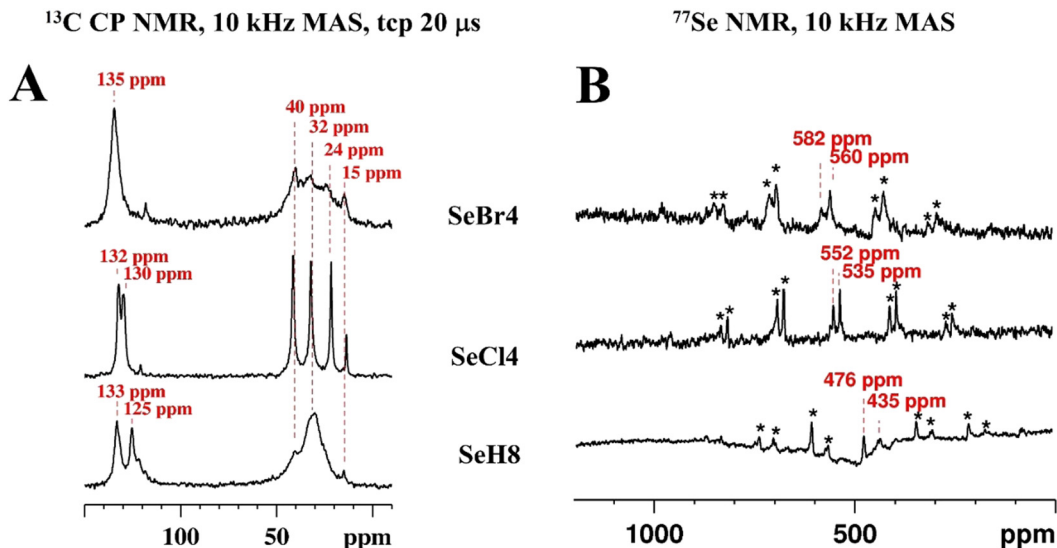 ¹³C CP NMR, 10 kHz MAS, tcp 20 μs
⁷⁷Se NMR, 10 kHz MAS
A
135 ppm
40 ppm
32 ppm
24 ppm
15 ppm
SeBr4
132 ppm
130 ppm
SeCl4
133 ppm
125 ppm
SeH8
100 50 ppm
B
582 ppm
560 ppm
* ** * * * * * *
552 ppm
535 ppm
* * * * * * * *
476 ppm
435 ppm
* * * * * * * *
1000 500 ppm